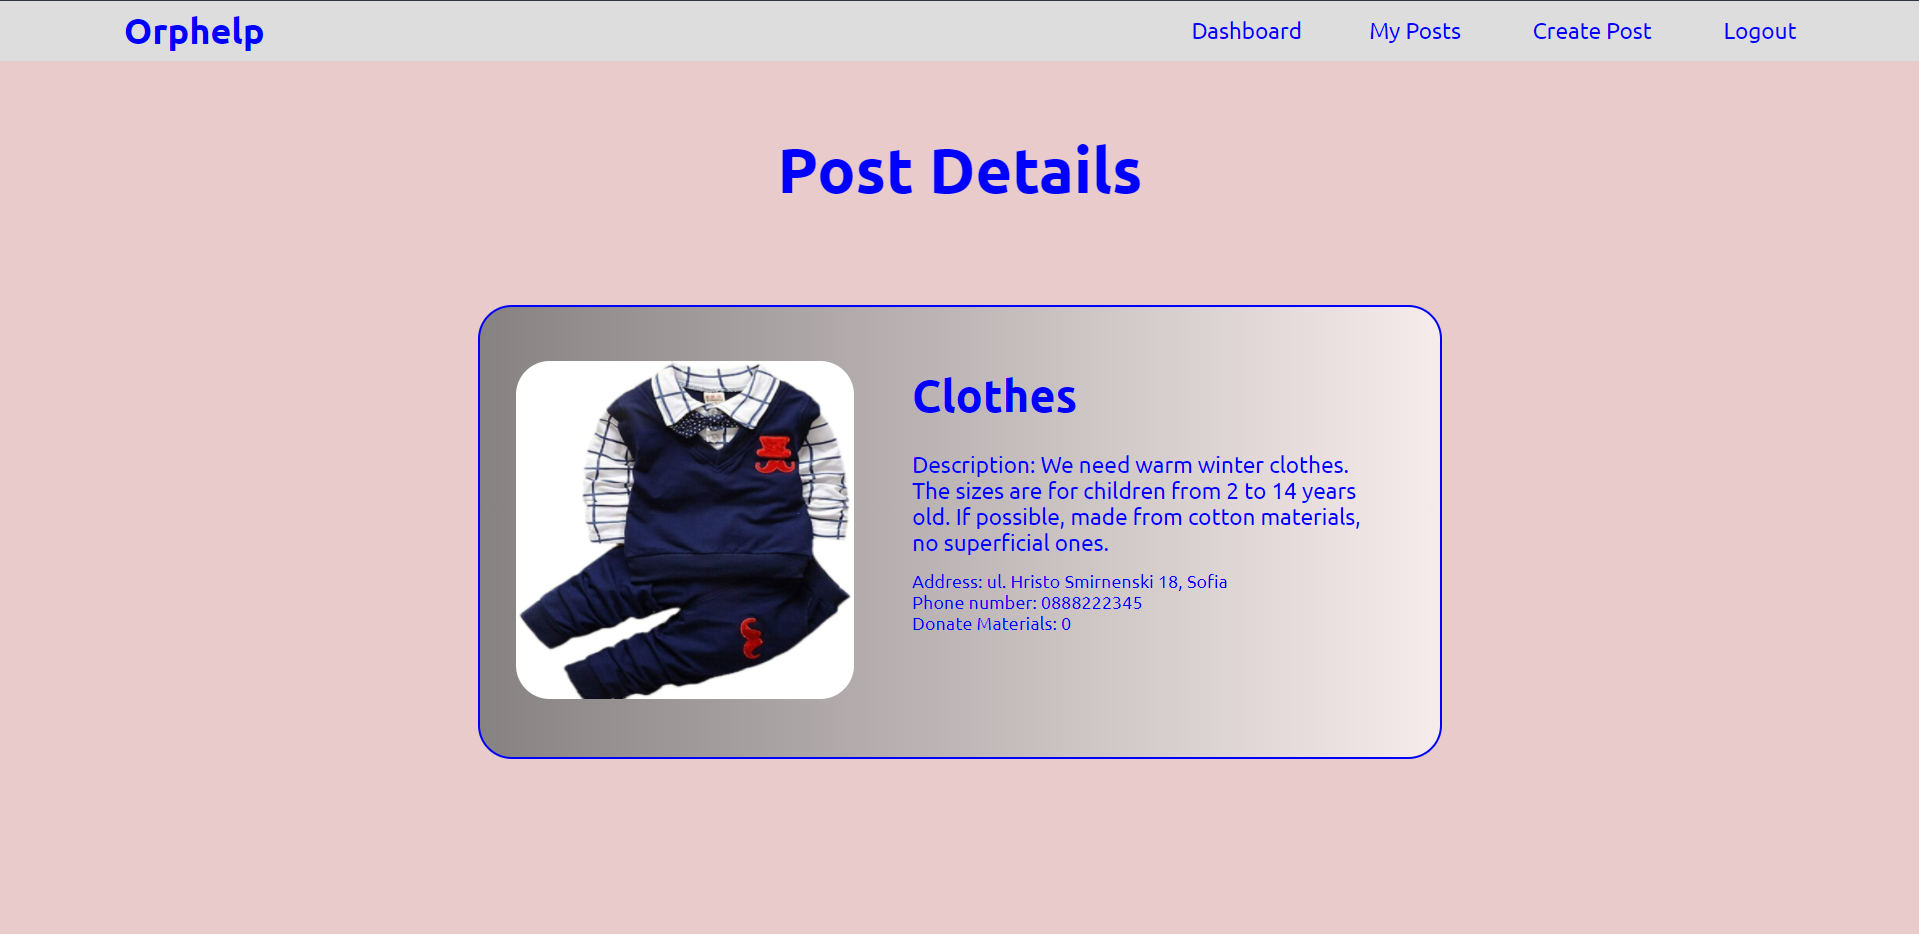 Orphelp
Dashboard
My Posts
Create Post
Logout
Post Details
Clothes
Description: We need warm winter clothes.
The sizes are for children from 2 to 14 years
old. If possible, made from cotton materials,
no superficial ones.
Address: ul. Hristo Smirnenski 18, Sofia
Phone number: 0888222345
Donate Materials: 0